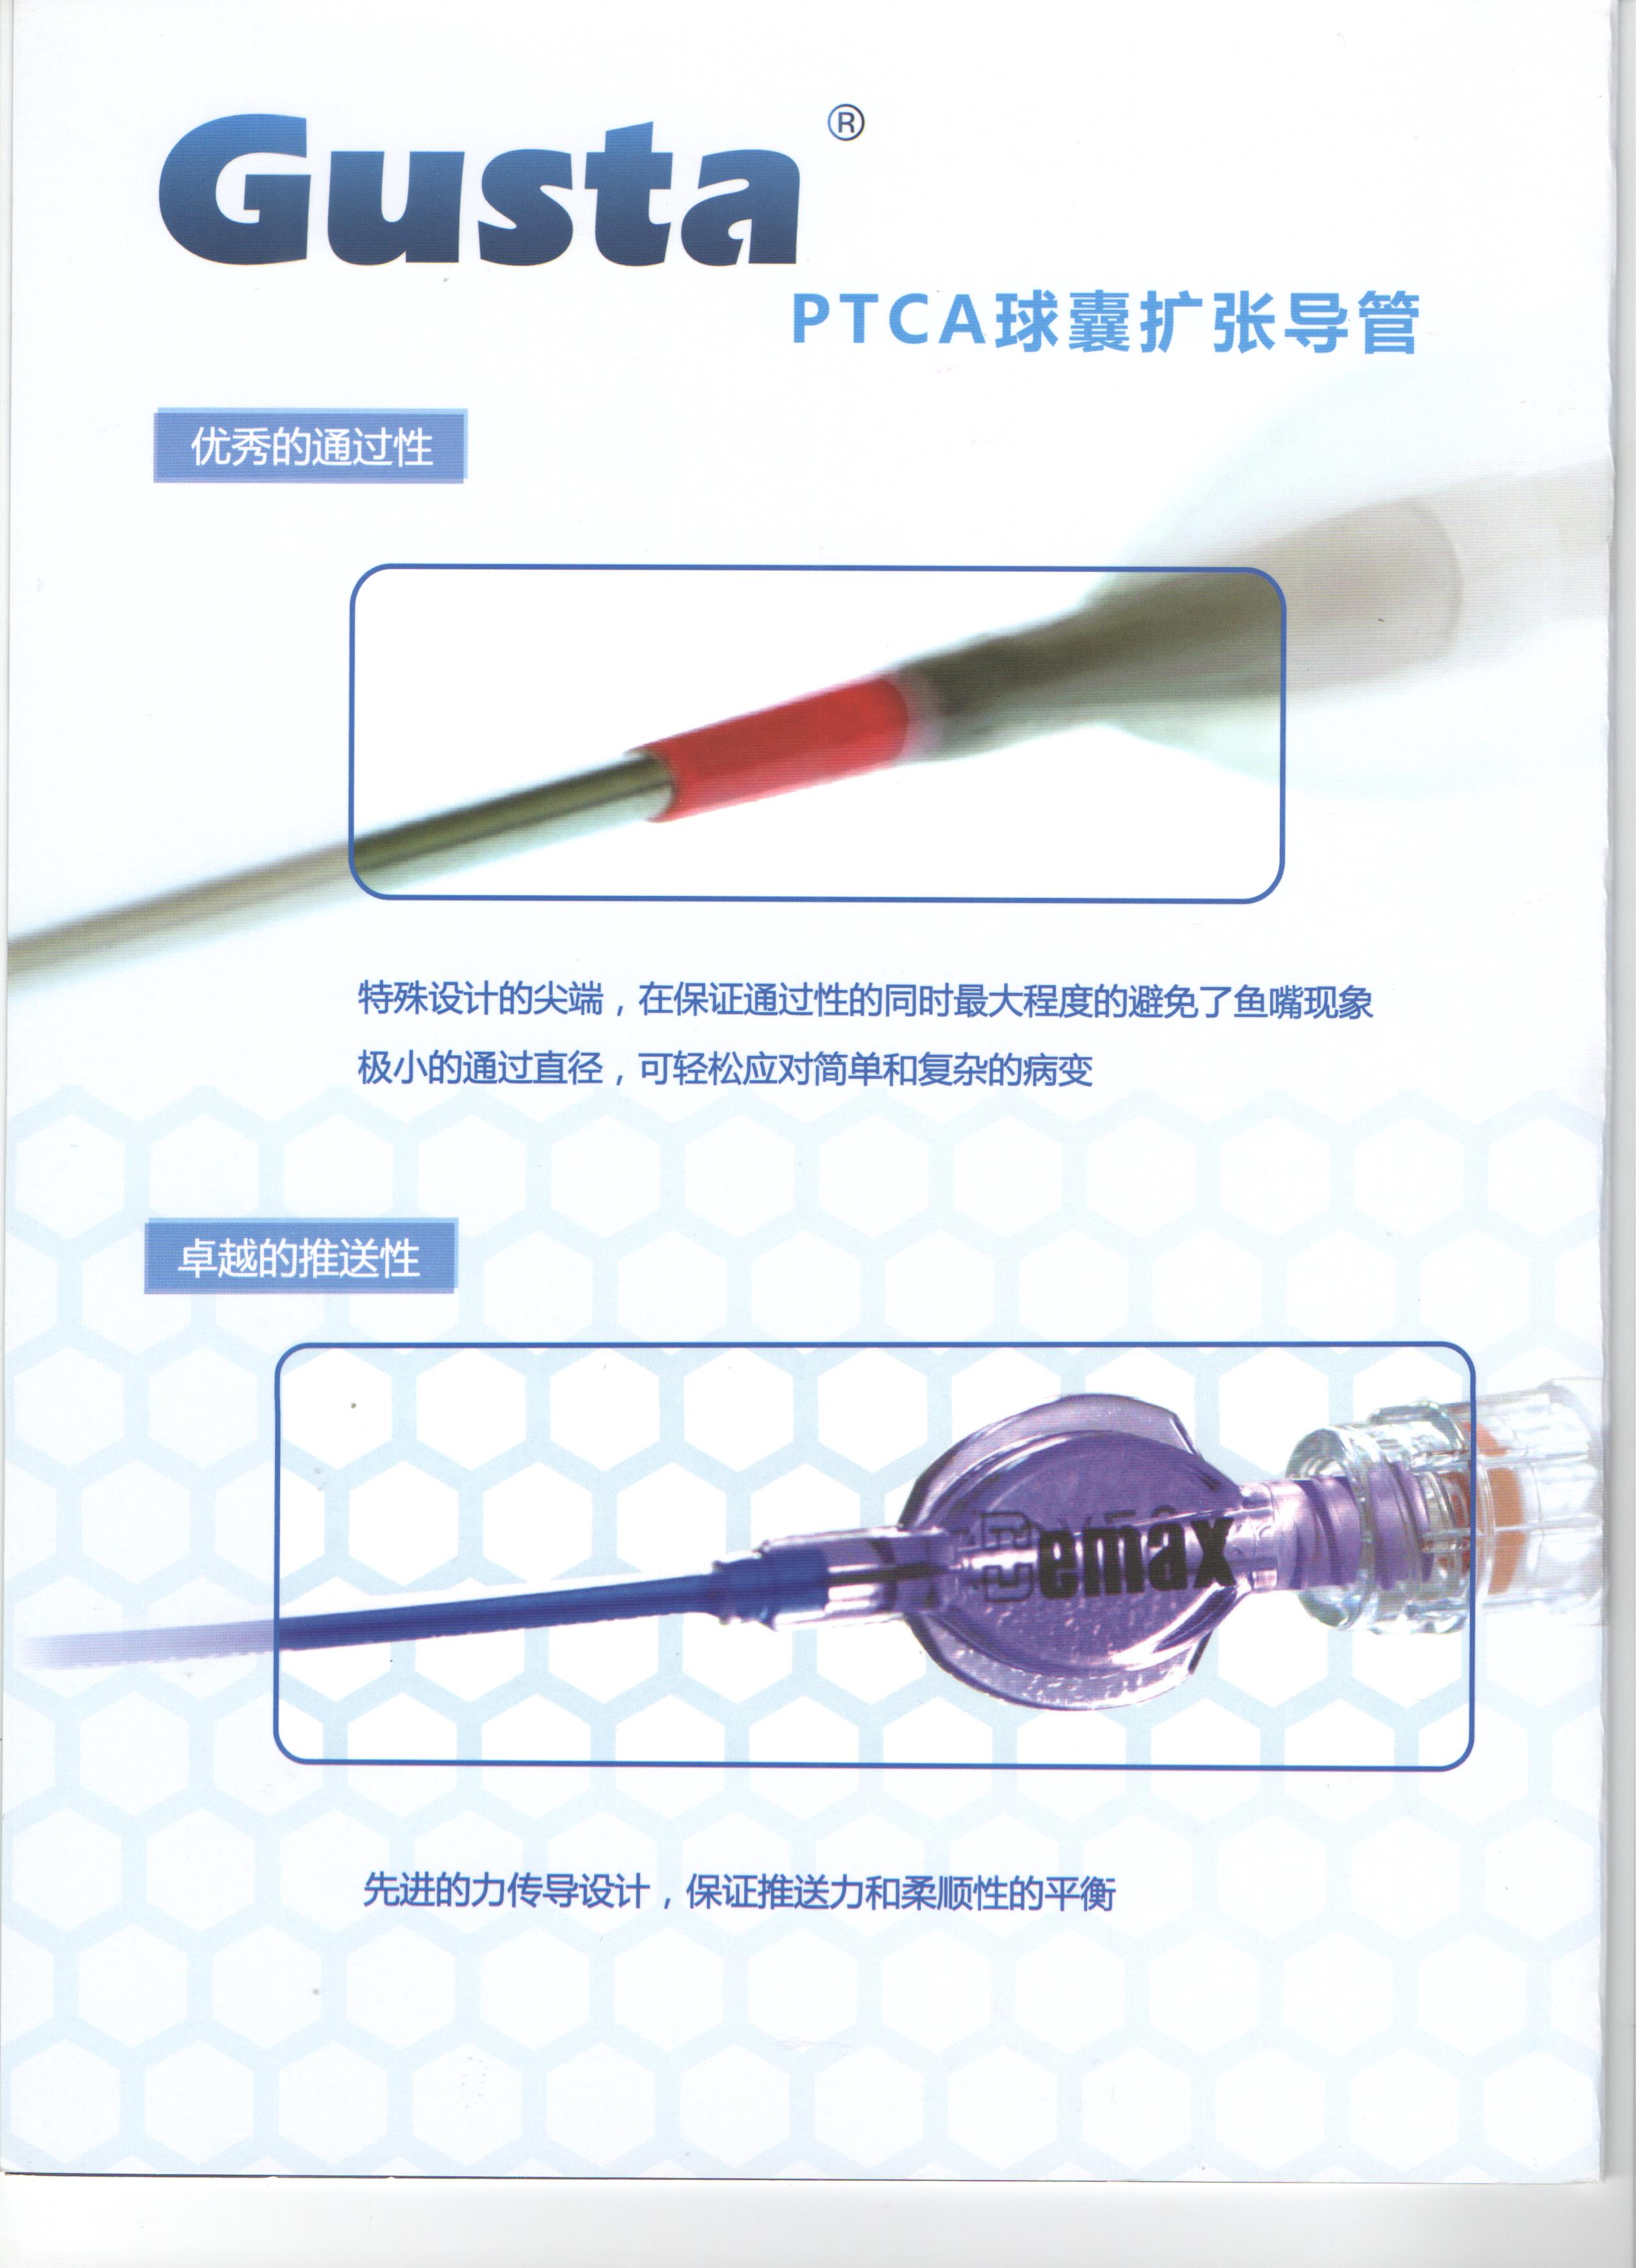 Gusta®
PTCA球囊扩张导管
优秀的通过性
特殊设计的尖端，在保证通过性的同时最大程度的避免了鱼嘴现象
极小的通过直径，可轻松应对简单和复杂的病变
卓越的推送性
Demax
先进的力传导设计，保证推送力和柔顺性的平衡